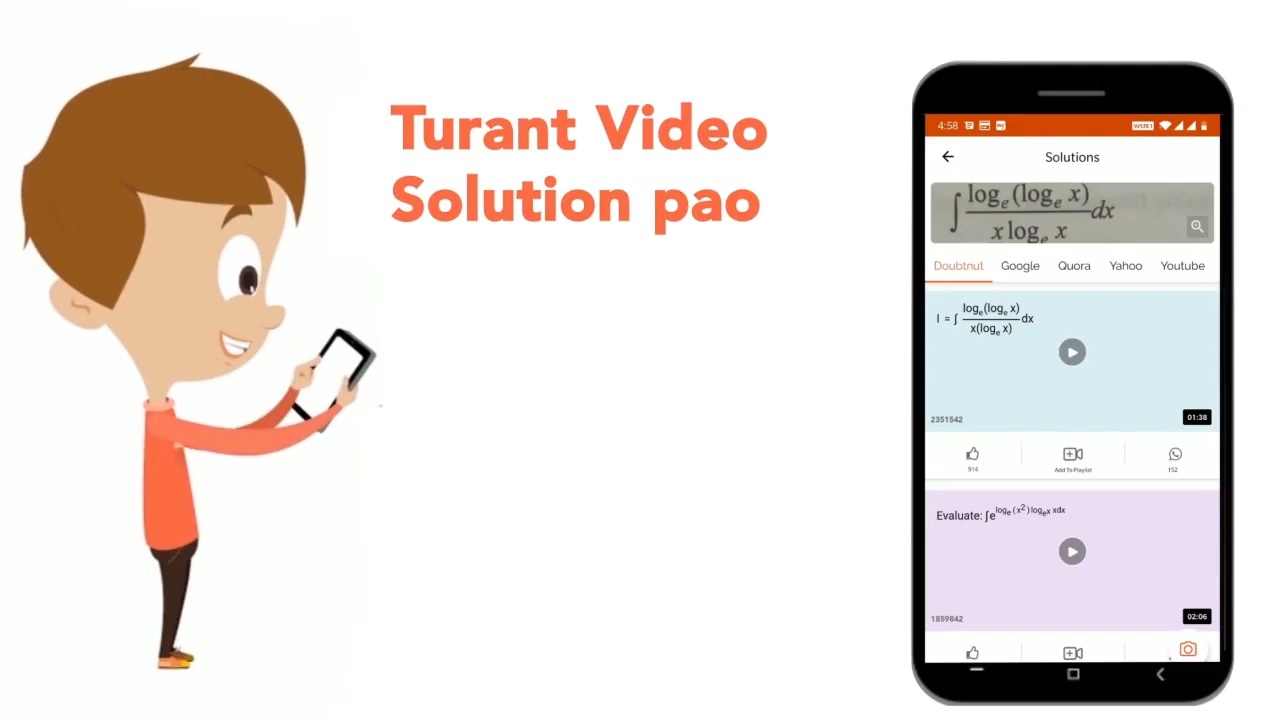 Turant Video
Solution pao
4:58
Solutions
∫ logₑ(logₑ x) / x logₑ x dx
Doubtnut Google Quora Yahoo Youtube
I = ∫ logₑ(logₑ x) / x(logₑ x) dx
2351542 01:38
914 Add To Playlist 152
Evaluate: ∫e^logₑ(x²)logₑx xdx
1859842 02:06